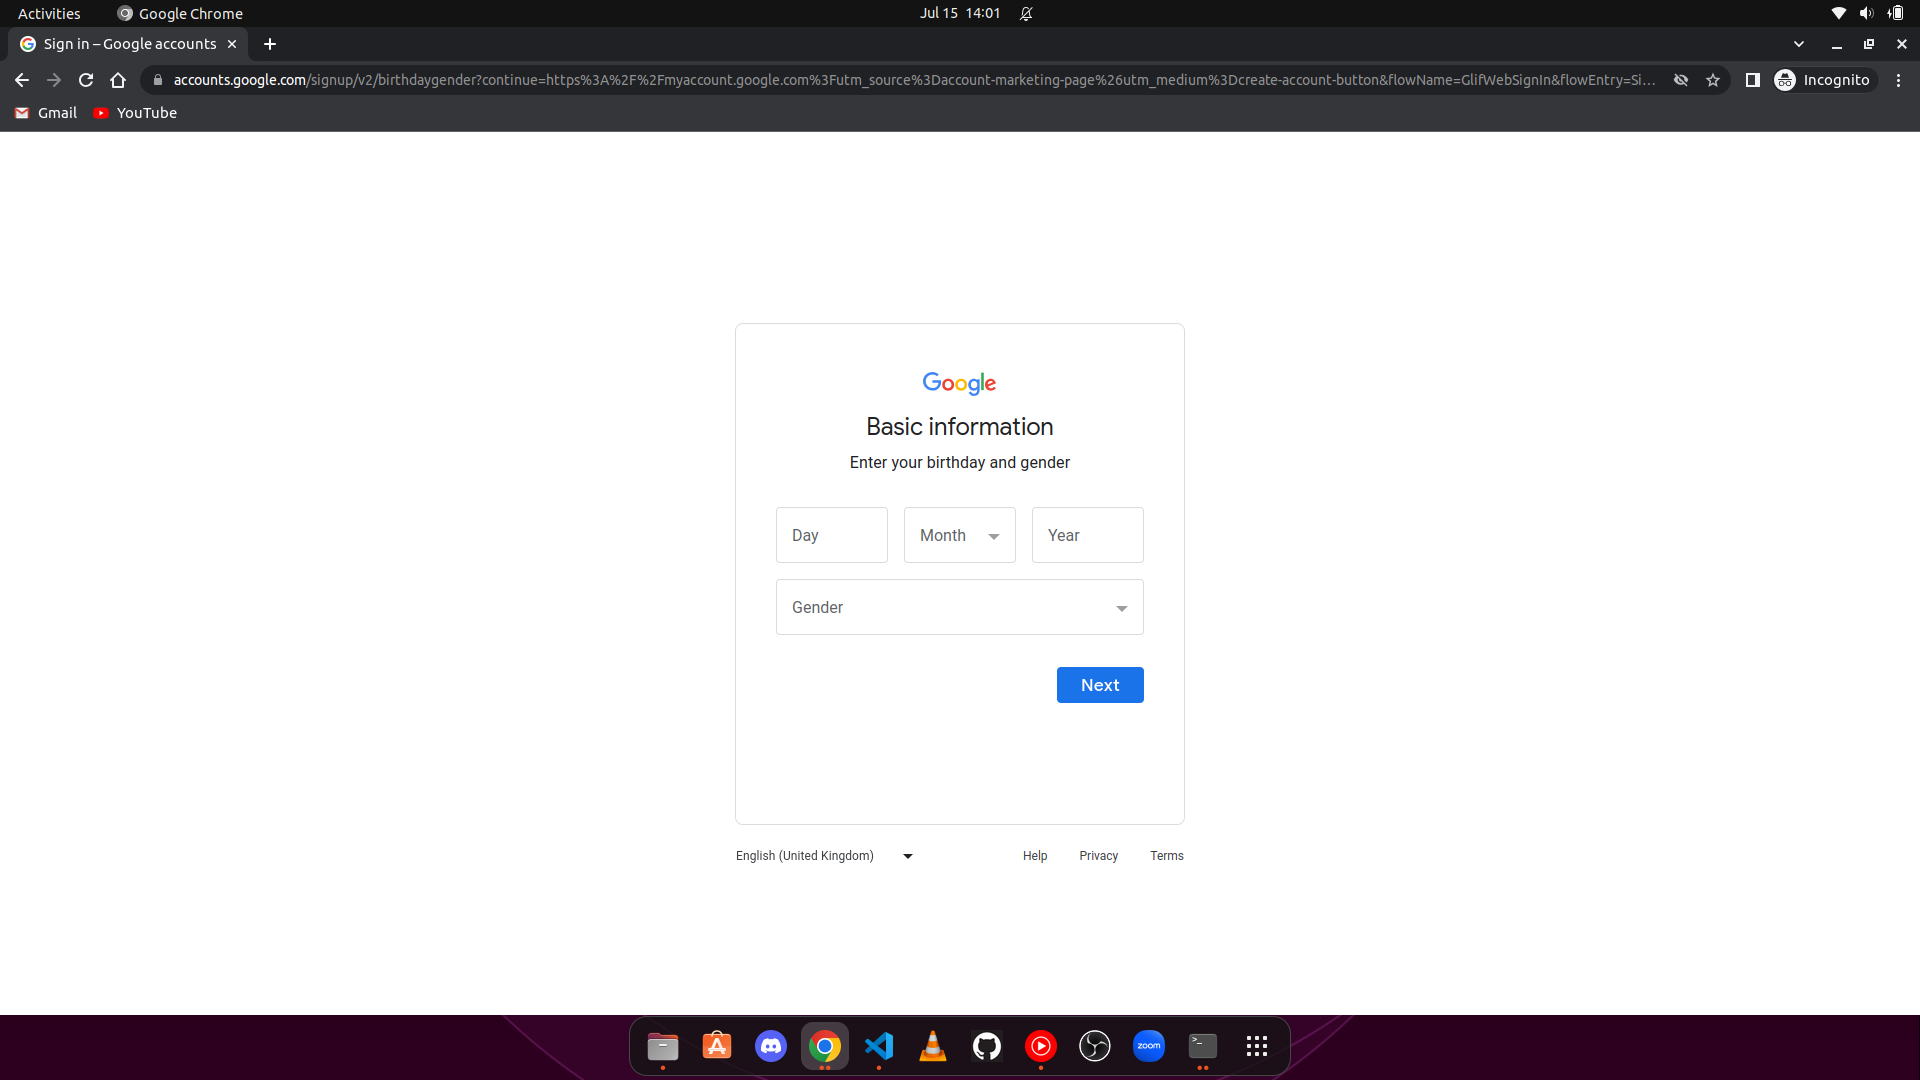 Activities
Google Chrome
Jul 15 14:01
Sign in – Google accounts
accounts.google.com/signup/v2/birthdaygender?continue=https%3A%2F%2Fmyaccount.google.com%3Futm_source%3Daccount-marketing-page%26utm_medium%3Dcreate-account-button&flowName=GlifWebSignIn&flowEntry=Si...
Incognito
Gmail
YouTube
Google
Basic information
Enter your birthday and gender
Day
Month
Year
Gender
Next
English (United Kingdom)
Help
Privacy
Terms
zoom